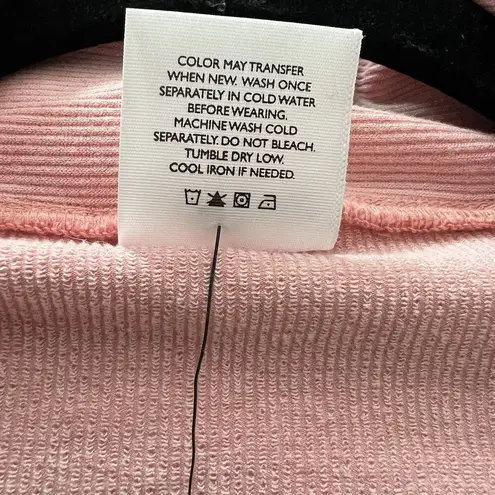 COLOR MAY TRANSFER
WHEN NEW. WASH ONCE
SEPARATELY IN COLD WATER
BEFORE WEARING.
MACHINE WASH COLD
SEPARATELY. DO NOT BLEACH.
TUMBLE DRY LOW.
COOL IRON IF NEEDED.